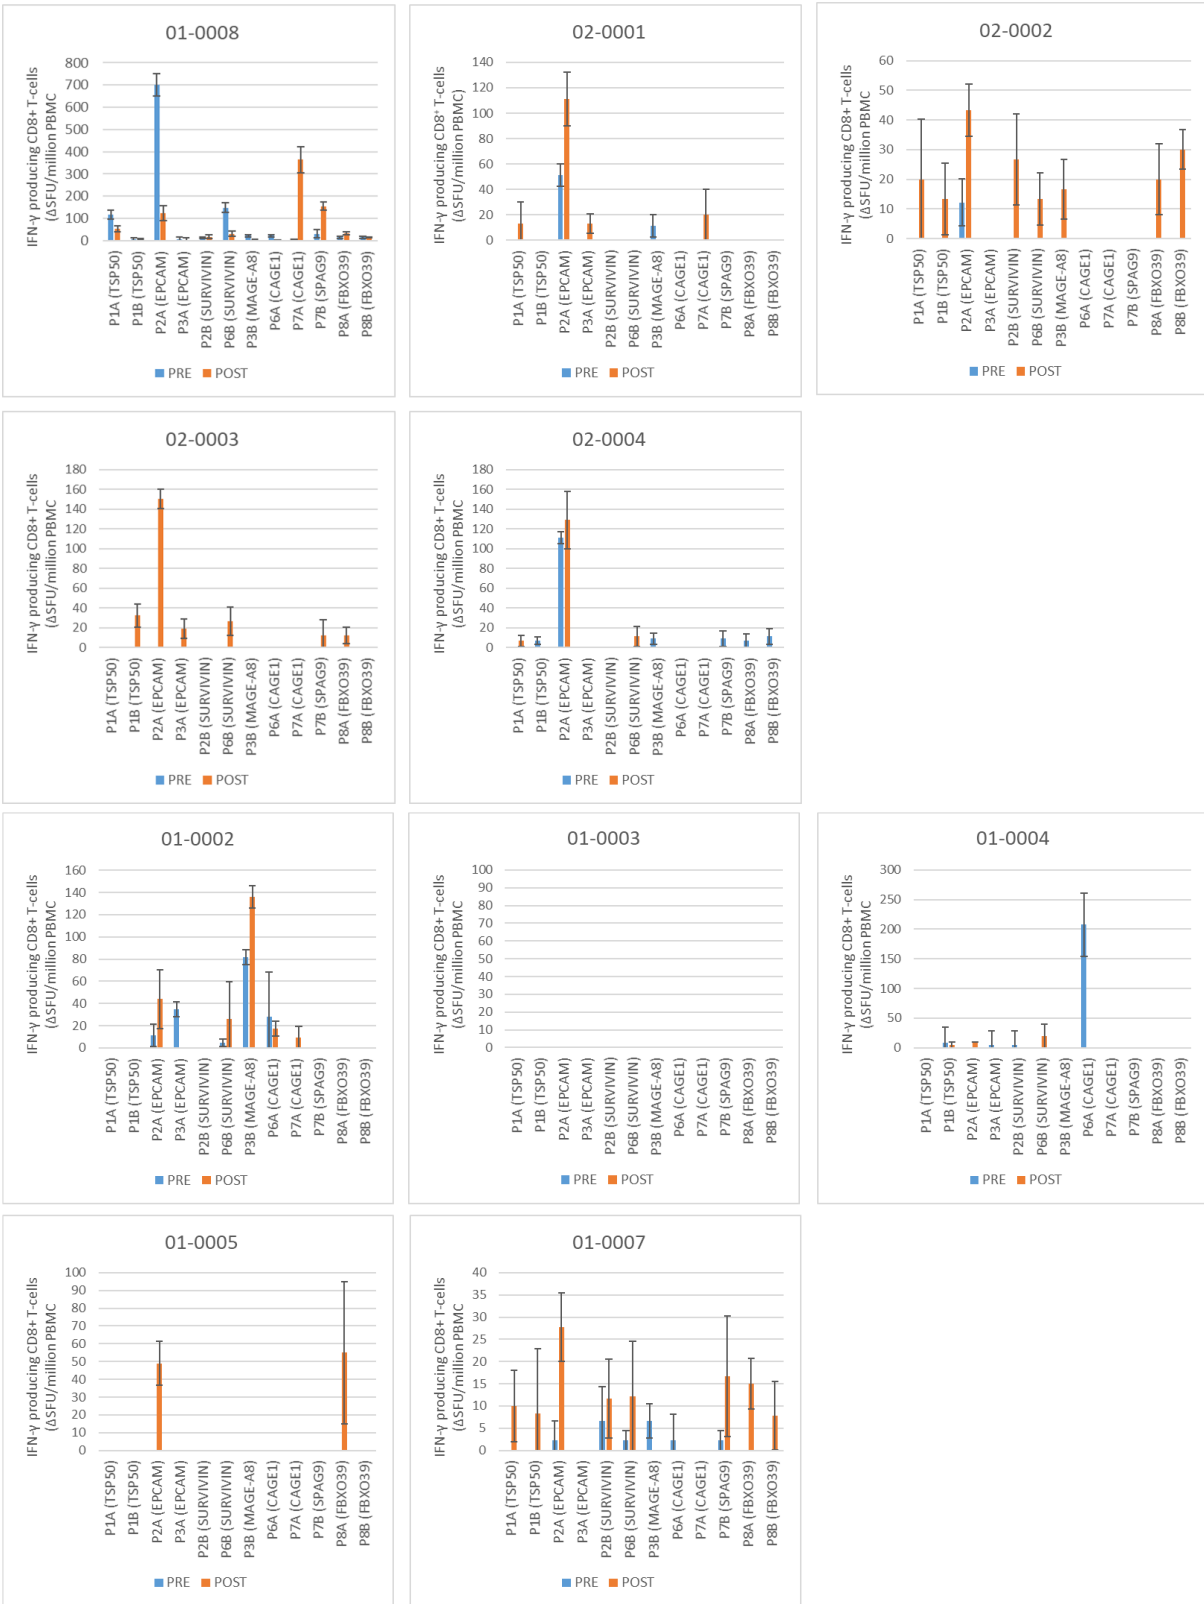 01-0008
IFN-γ producing CD8+ T-cells
(ΔSFU/million PBMC
800
700
600
500
400
300
200
100
0
P1A (TSP50)
P1B (TSP50)
P2A (EPCAM)
P3A (EPCAM)
P2B (SURVIVIN)
P6B (SURVIVIN)
P3B (MAGE-A8)
P6A (CAGE1)
P7A (CAGE1)
P7B (SPAG9)
P8A (FBXO39)
P8B (FBXO39)
PRE POST
02-0001
IFN-γ producing CD8⁺ T-cells
(ΔSFU/million PBMC)
140
120
100
80
60
40
20
0
P1A (TSP50)
P1B (TSP50)
P2A (EPCAM)
P3A (EPCAM)
P2B (SURVIVIN)
P6B (SURVIVIN)
P3B (MAGE-A8)
P6A (CAGE1)
P7A (CAGE1)
P7B (SPAG9)
P8A (FBXO39)
P8B (FBXO39)
PRE POST
02-0002
IFN-γ producing CD8+ T-cells
(ΔSFU/million PBMC
60
50
40
30
20
10
0
P1A (TSP50)
P1B (TSP50)
P2A (EPCAM)
P3A (EPCAM)
P2B (SURVIVIN)
P6B (SURVIVIN)
P3B (MAGE-A8)
P6A (CAGE1)
P7A (CAGE1)
P7B (SPAG9)
P8A (FBXO39)
P8B (FBXO39)
PRE POST
02-0003
IFN-γ producing CD8+ T-cells
(ΔSFU/million PBMC
180
160
140
120
100
80
60
40
20
0
P1A (TSP50)
P1B (TSP50)
P2A (EPCAM)
P3A (EPCAM)
P2B (SURVIVIN)
P6B (SURVIVIN)
P3B (MAGE-A8)
P6A (CAGE1)
P7A (CAGE1)
P7B (SPAG9)
P8A (FBXO39)
P8B (FBXO39)
PRE POST
02-0004
IFN-γ producing CD8+ T-cells
(ΔSFU/million PBMC
180
160
140
120
100
80
60
40
20
0
P1A (TSP50)
P1B (TSP50)
P2A (EPCAM)
P3A (EPCAM)
P2B (SURVIVIN)
P6B (SURVIVIN)
P3B (MAGE-A8)
P6A (CAGE1)
P7A (CAGE1)
P7B (SPAG9)
P8A (FBXO39)
P8B (FBXO39)
PRE POST
01-0002
IFN-γ producing CD8+ T-cells
(ΔSFU/million PBMC
160
140
120
100
80
60
40
20
0
P1A (TSP50)
P1B (TSP50)
P2A (EPCAM)
P3A (EPCAM)
P2B (SURVIVIN)
P6B (SURVIVIN)
P3B (MAGE-A8)
P6A (CAGE1)
P7A (CAGE1)
P7B (SPAG9)
P8A (FBXO39)
P8B (FBXO39)
PRE POST
01-0003
IFN-γ producing CD8+ T-cells
(ΔSFU/million PBMC
100
90
80
70
60
50
40
30
20
10
0
P1A (TSP50)
P1B (TSP50)
P2A (EPCAM)
P3A (EPCAM)
P2B (SURVIVIN)
P6B (SURVIVIN)
P3B (MAGE-A8)
P6A (CAGE1)
P7A (CAGE1)
P7B (SPAG9)
P8A (FBXO39)
P8B (FBXO39)
PRE POST
01-0004
IFN-γ producing CD8+ T-cells
(ΔSFU/million PBMC
300
250
200
150
100
50
0
P1A (TSP50)
P1B (TSP50)
P2A (EPCAM)
P3A (EPCAM)
P2B (SURVIVIN)
P6B (SURVIVIN)
P3B (MAGE-A8)
P6A (CAGE1)
P7A (CAGE1)
P7B (SPAG9)
P8A (FBXO39)
P8B (FBXO39)
PRE POST
01-0005
IFN-γ producing CD8+ T-cells
(ΔSFU/million PBMC
100
90
80
70
60
50
40
30
20
10
0
P1A (TSP50)
P1B (TSP50)
P2A (EPCAM)
P3A (EPCAM)
P2B (SURVIVIN)
P6B (SURVIVIN)
P3B (MAGE-A8)
P6A (CAGE1)
P7A (CAGE1)
P7B (SPAG9)
P8A (FBXO39)
P8B (FBXO39)
PRE POST
01-0007
IFN-γ producing CD8+ T-cells
(ΔSFU/million PBMC
40
35
30
25
20
15
10
5
0
P1A (TSP50)
P1B (TSP50)
P2A (EPCAM)
P3A (EPCAM)
P2B (SURVIVIN)
P6B (SURVIVIN)
P3B (MAGE-A8)
P6A (CAGE1)
P7A (CAGE1)
P7B (SPAG9)
P8A (FBXO39)
P8B (FBXO39)
PRE POST